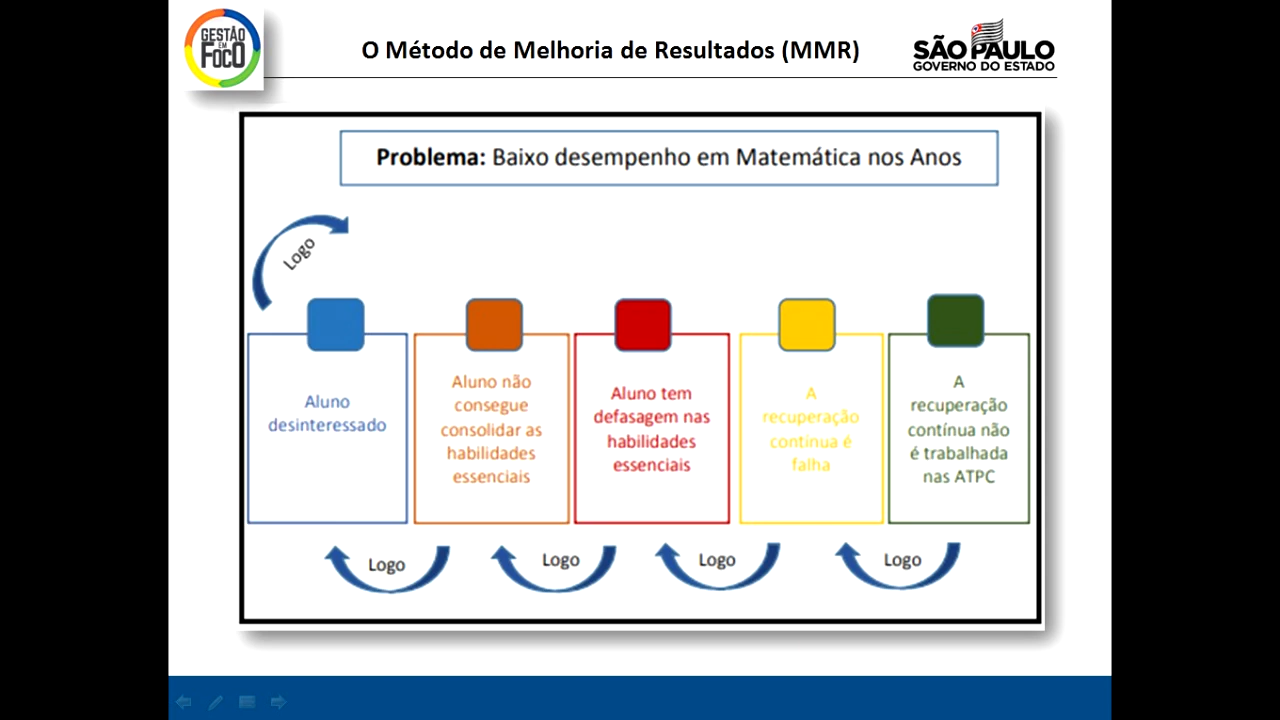 GESTÃO
EM
FOCO
O Método de Melhoria de Resultados (MMR)
SÃO PAULO
GOVERNO DO ESTADO
Problema: Baixo desempenho em Matemática nos Anos
Logo
Aluno
desinteressado
Aluno não
consegue
consolidar as
habilidades
essenciais
Aluno tem
defasagem nas
habilidades
essenciais
A
recuperação
contínua é
falha
A
recuperação
contínua não
é trabalhada
nas ATPC
Logo
Logo
Logo
Logo